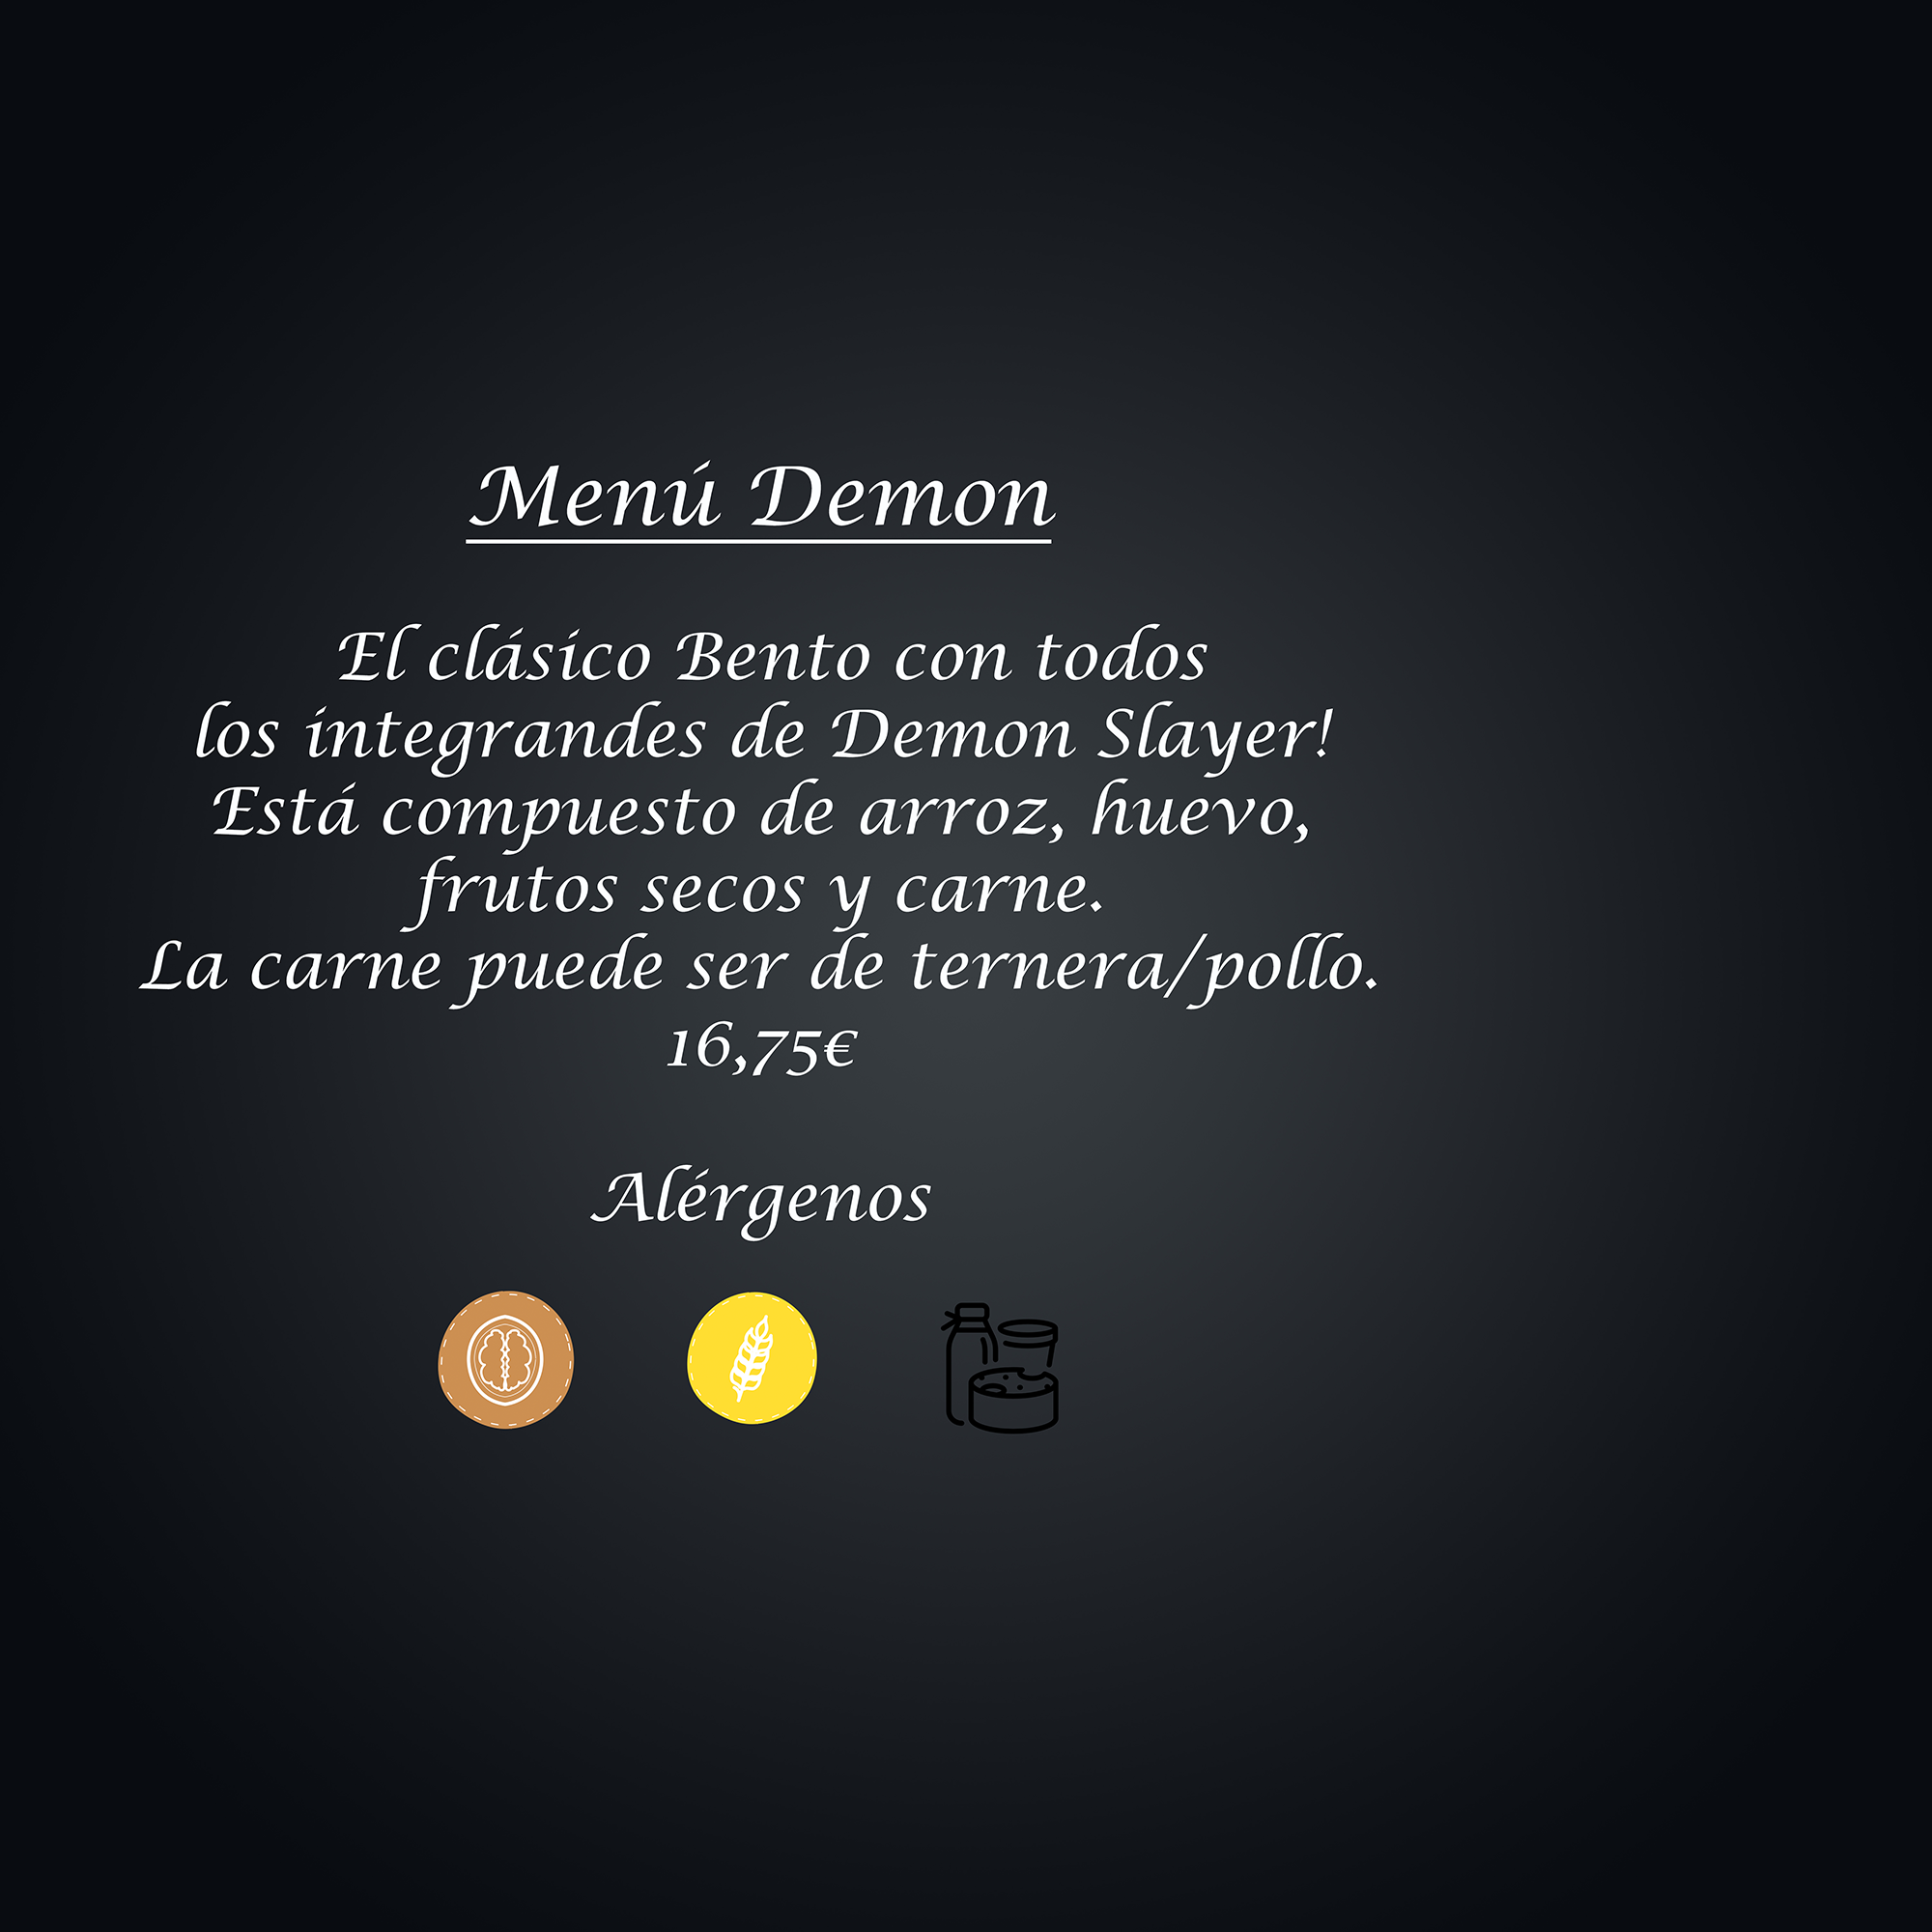 Menú Demon
El clásico Bento con todos
los integrandes de Demon Slayer!
Está compuesto de arroz, huevo,
frutos secos y carne.
La carne puede ser de ternera/pollo.
16,75€
Alérgenos